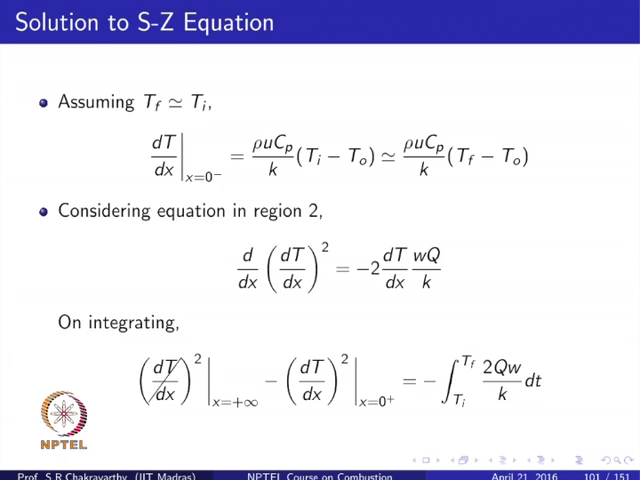 Solution to S-Z Equation
Assuming T_f ≃ T_i,
dT/dx |_{x=0^-} = ρuC_p/k (T_i − T_o) ≃ ρuC_p/k (T_f − T_o)
Considering equation in region 2,
d/dx (dT/dx)^2 = −2 dT/dx wQ/k
On integrating,
(dT/dx)^2 |_{x=+∞} − (dT/dx)^2 |_{x=0^+} = − ∫_{T_i}^{T_f} 2Qw/k dt
NPTEL
Prof. S R Chakravarthy (IIT Madras) NPTEL Course on Combustion April 21, 2016 101 / 151